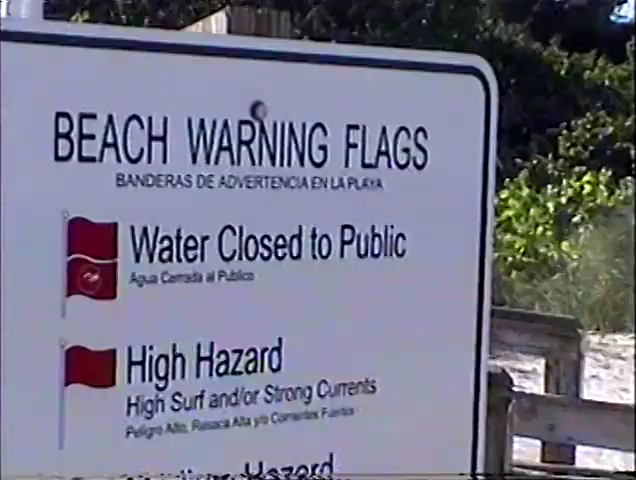 BEACH WARNING FLAGS
BANDERAS DE ADVERTENCIA EN LA PLAYA
Water Closed to Public
Agua Cerrada al Publico
High Hazard
High Surf and/or Strong Currents
Peligro Alto, Resaca Alta y/o Corrientes Fuertes
Hazard